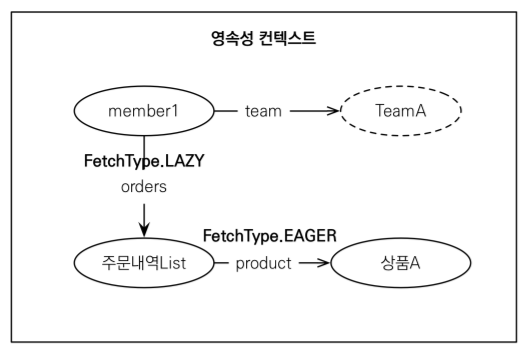 영속성 컨텍스트
member1
team
TeamA
FetchType.LAZY
orders
FetchType.EAGER
주문내역List
product
상품A